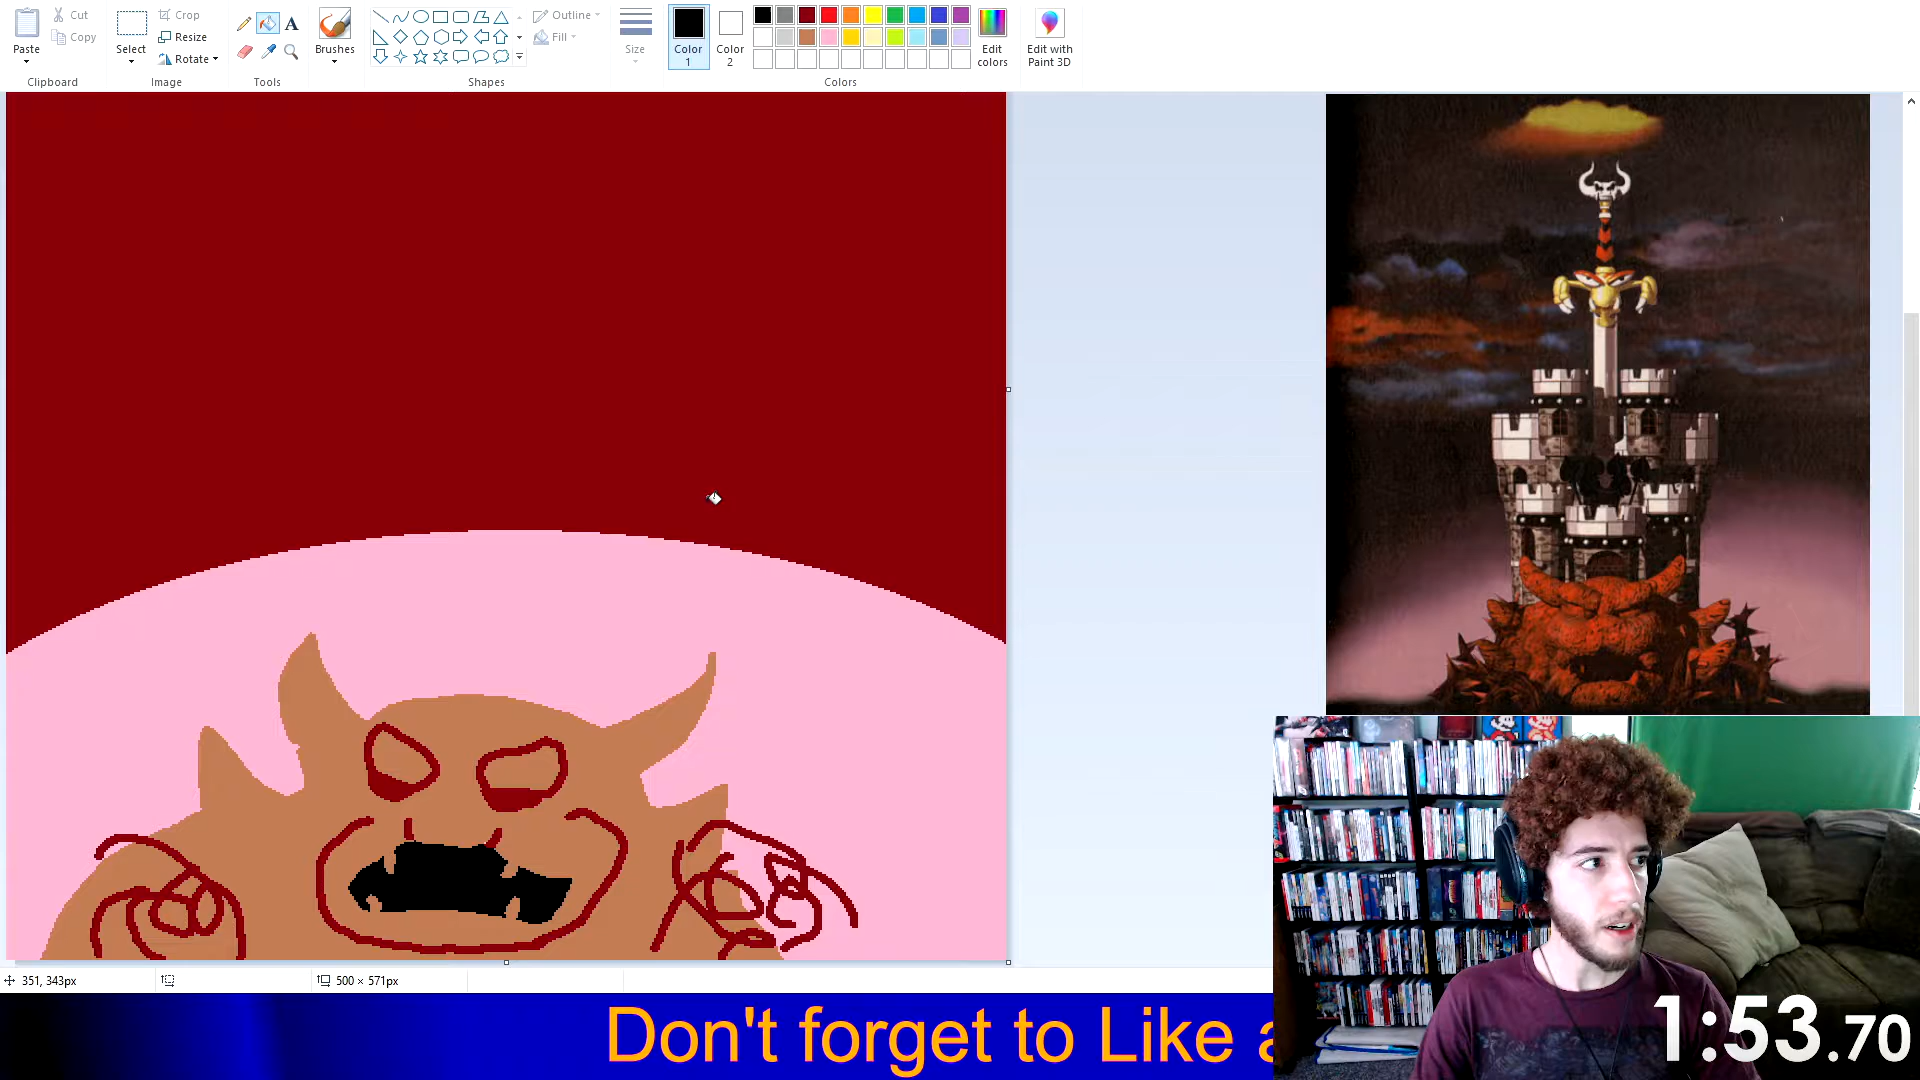 Paste
Cut
Copy
Clipboard
Select
Crop
Resize
Rotate
Image
A
Tools
Brushes
Outline
Fill
Shapes
Size
Color 1
Color 2
Edit colors
Colors
Edit with Paint 3D
351, 343px
500 × 571px
Don't forget to Like a
1:53.70